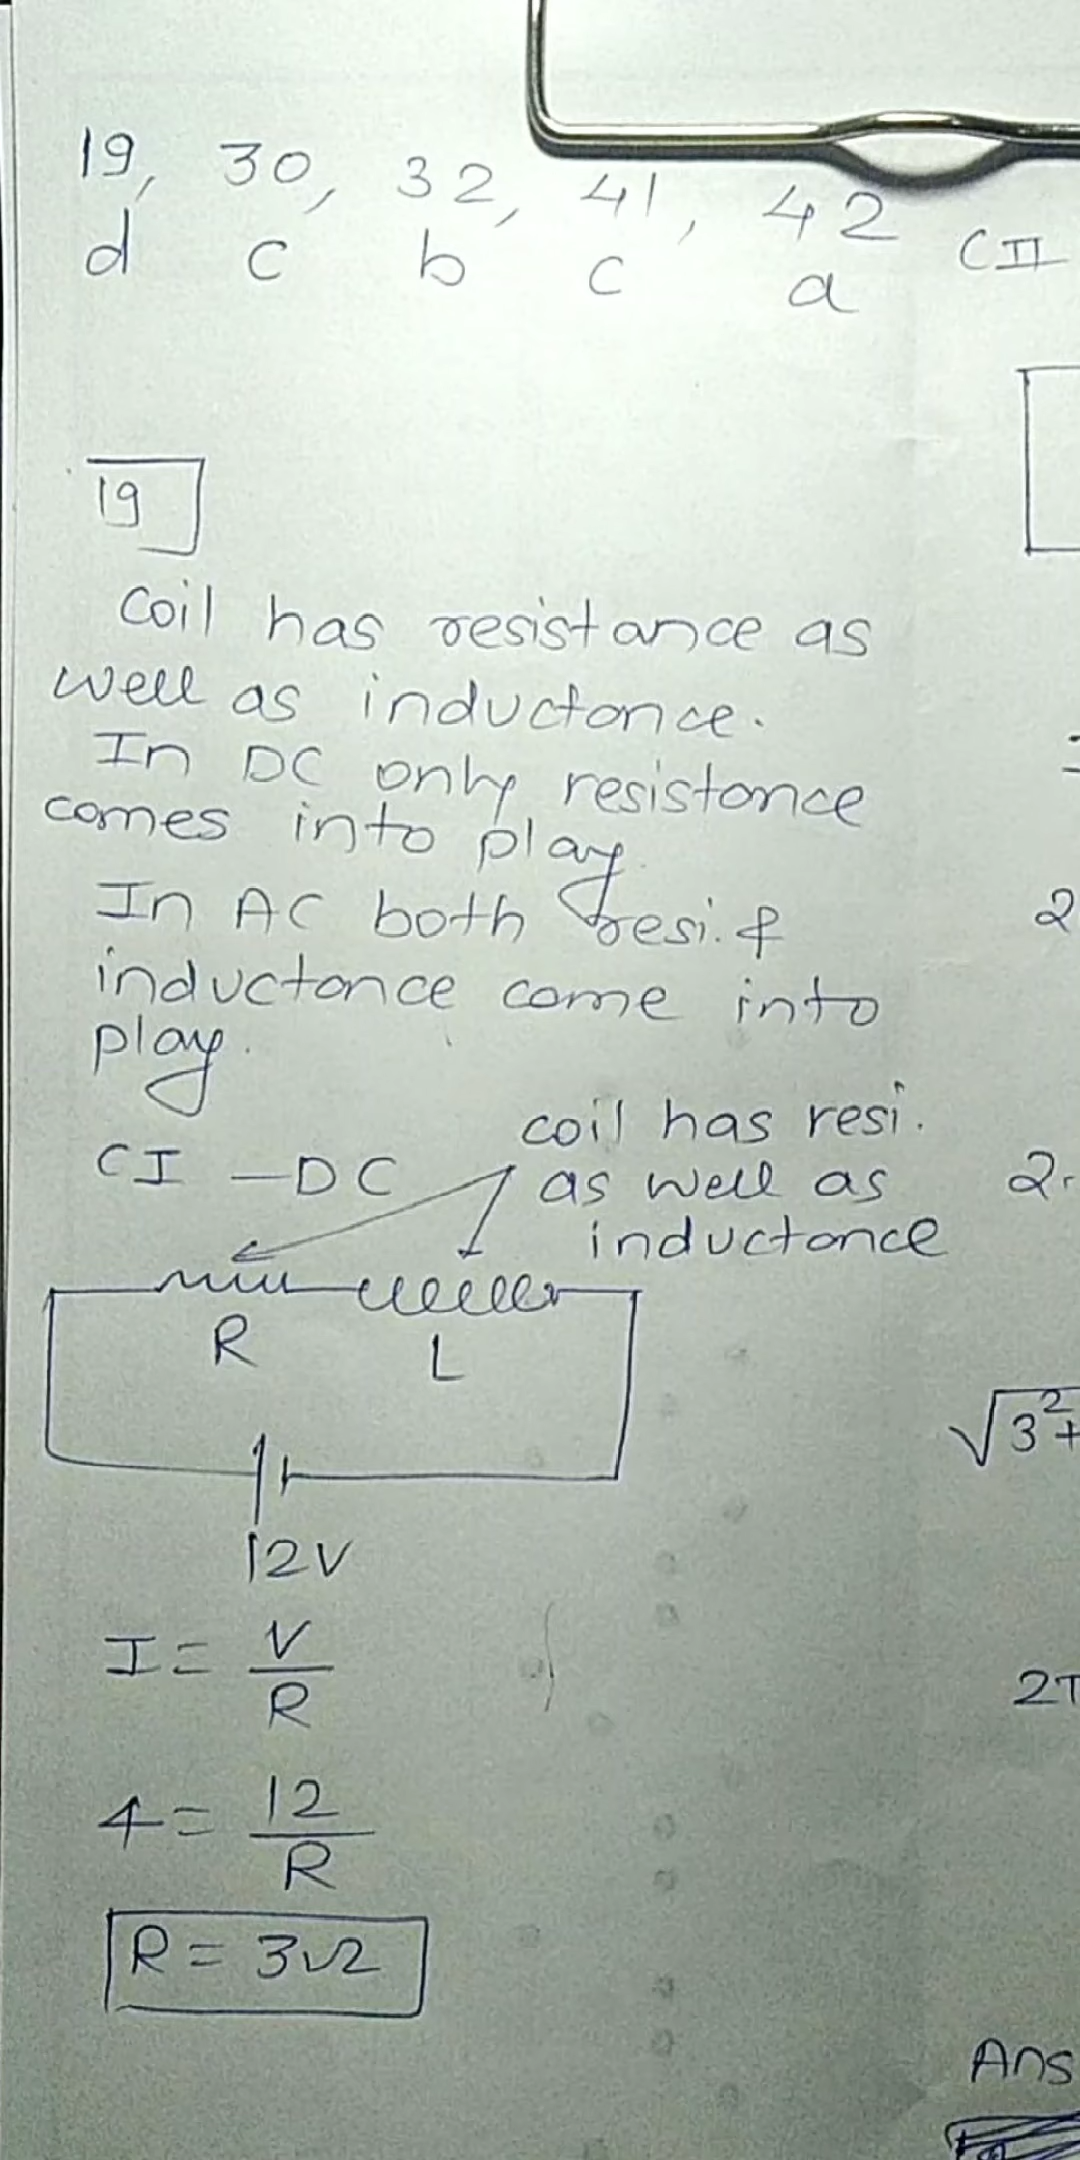 19, 30, 32, 41, 42
d c b c a
CII
19
Coil has resistance as
well as inductance.
In DC only resistance
comes into play.
In AC both resi. &
inductance come into
play.
CI - DC
coil has resi.
as well as
inductance
R L
12V
I = V/R
4 = 12/R
R = 3Ω
2
2.
√3²+
2π
Ans